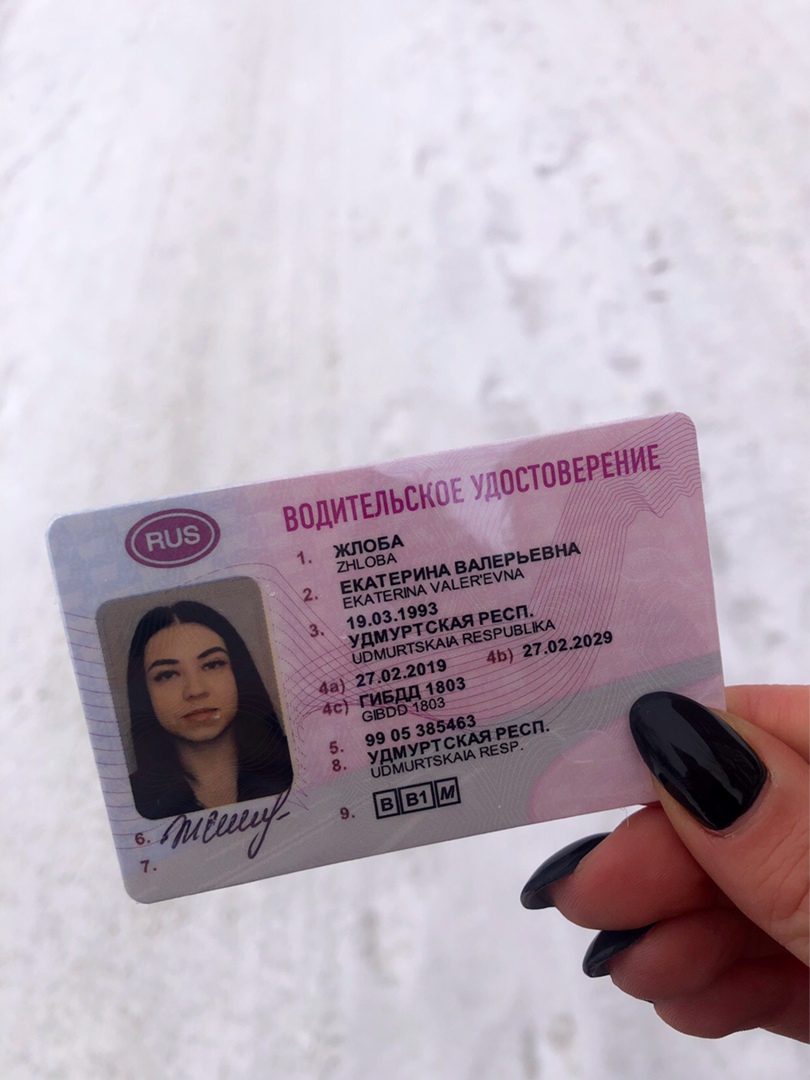 RUS
ВОДИТЕЛЬСКОЕ УДОСТОВЕРЕНИЕ
1. ЖЛОБА
ZHLOBA
2. ЕКАТЕРИНА ВАЛЕРЬЕВНА
EKATERINA VALER'EVNA
3. 19.03.1993
УДМУРТСКАЯ РЕСП.
UDMURTSKAIA RESPUBLIKA
4a) 27.02.2019 4b) 27.02.2029
4c) ГИБДД 1803
GIBDD 1803
5. 99 05 385463
8. УДМУРТСКАЯ РЕСП.
UDMURTSKAIA RESP.
9. B B1 M
6.
7.